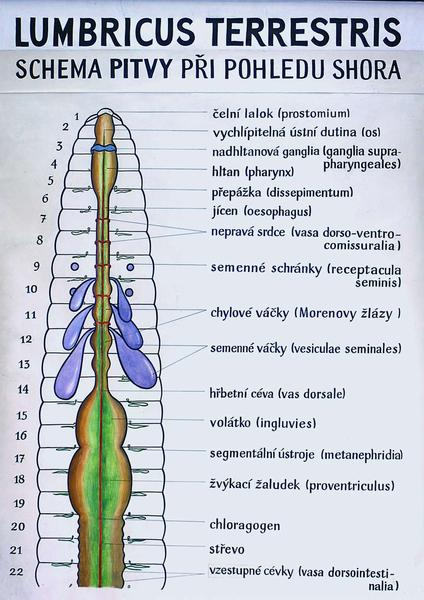 LUMBRICUS TERRESTRIS
SCHEMA PITVY PŘI POHLEDU SHORA
1
2
3
4
5
6
7
8
9
10
11
12
13
14
15
16
17
18
19
20
21
22
čelní lalok (prostomium)
vychlípitelná ústní dutina (os)
nadhltanová ganglia (ganglia supra-
pharyngeales)
hltan (pharynx)
přepážka (dissepimentum)
jícen (oesophagus)
nepravá srdce (vasa dorso-ventro-
comissuralia)
semenné schránky (receptacula
seminis)
chylové váčky (Morenovy žlázy )
semenné váčky (vesiculae seminales)
hřbetní céva (vas dorsale)
volátko (ingluvies)
segmentální ústroje (metanephridia)
žvýkací žaludek (proventriculus)
chloragogen
střevo
vzestupné cévky (vasa dorsointesti-
nalia)